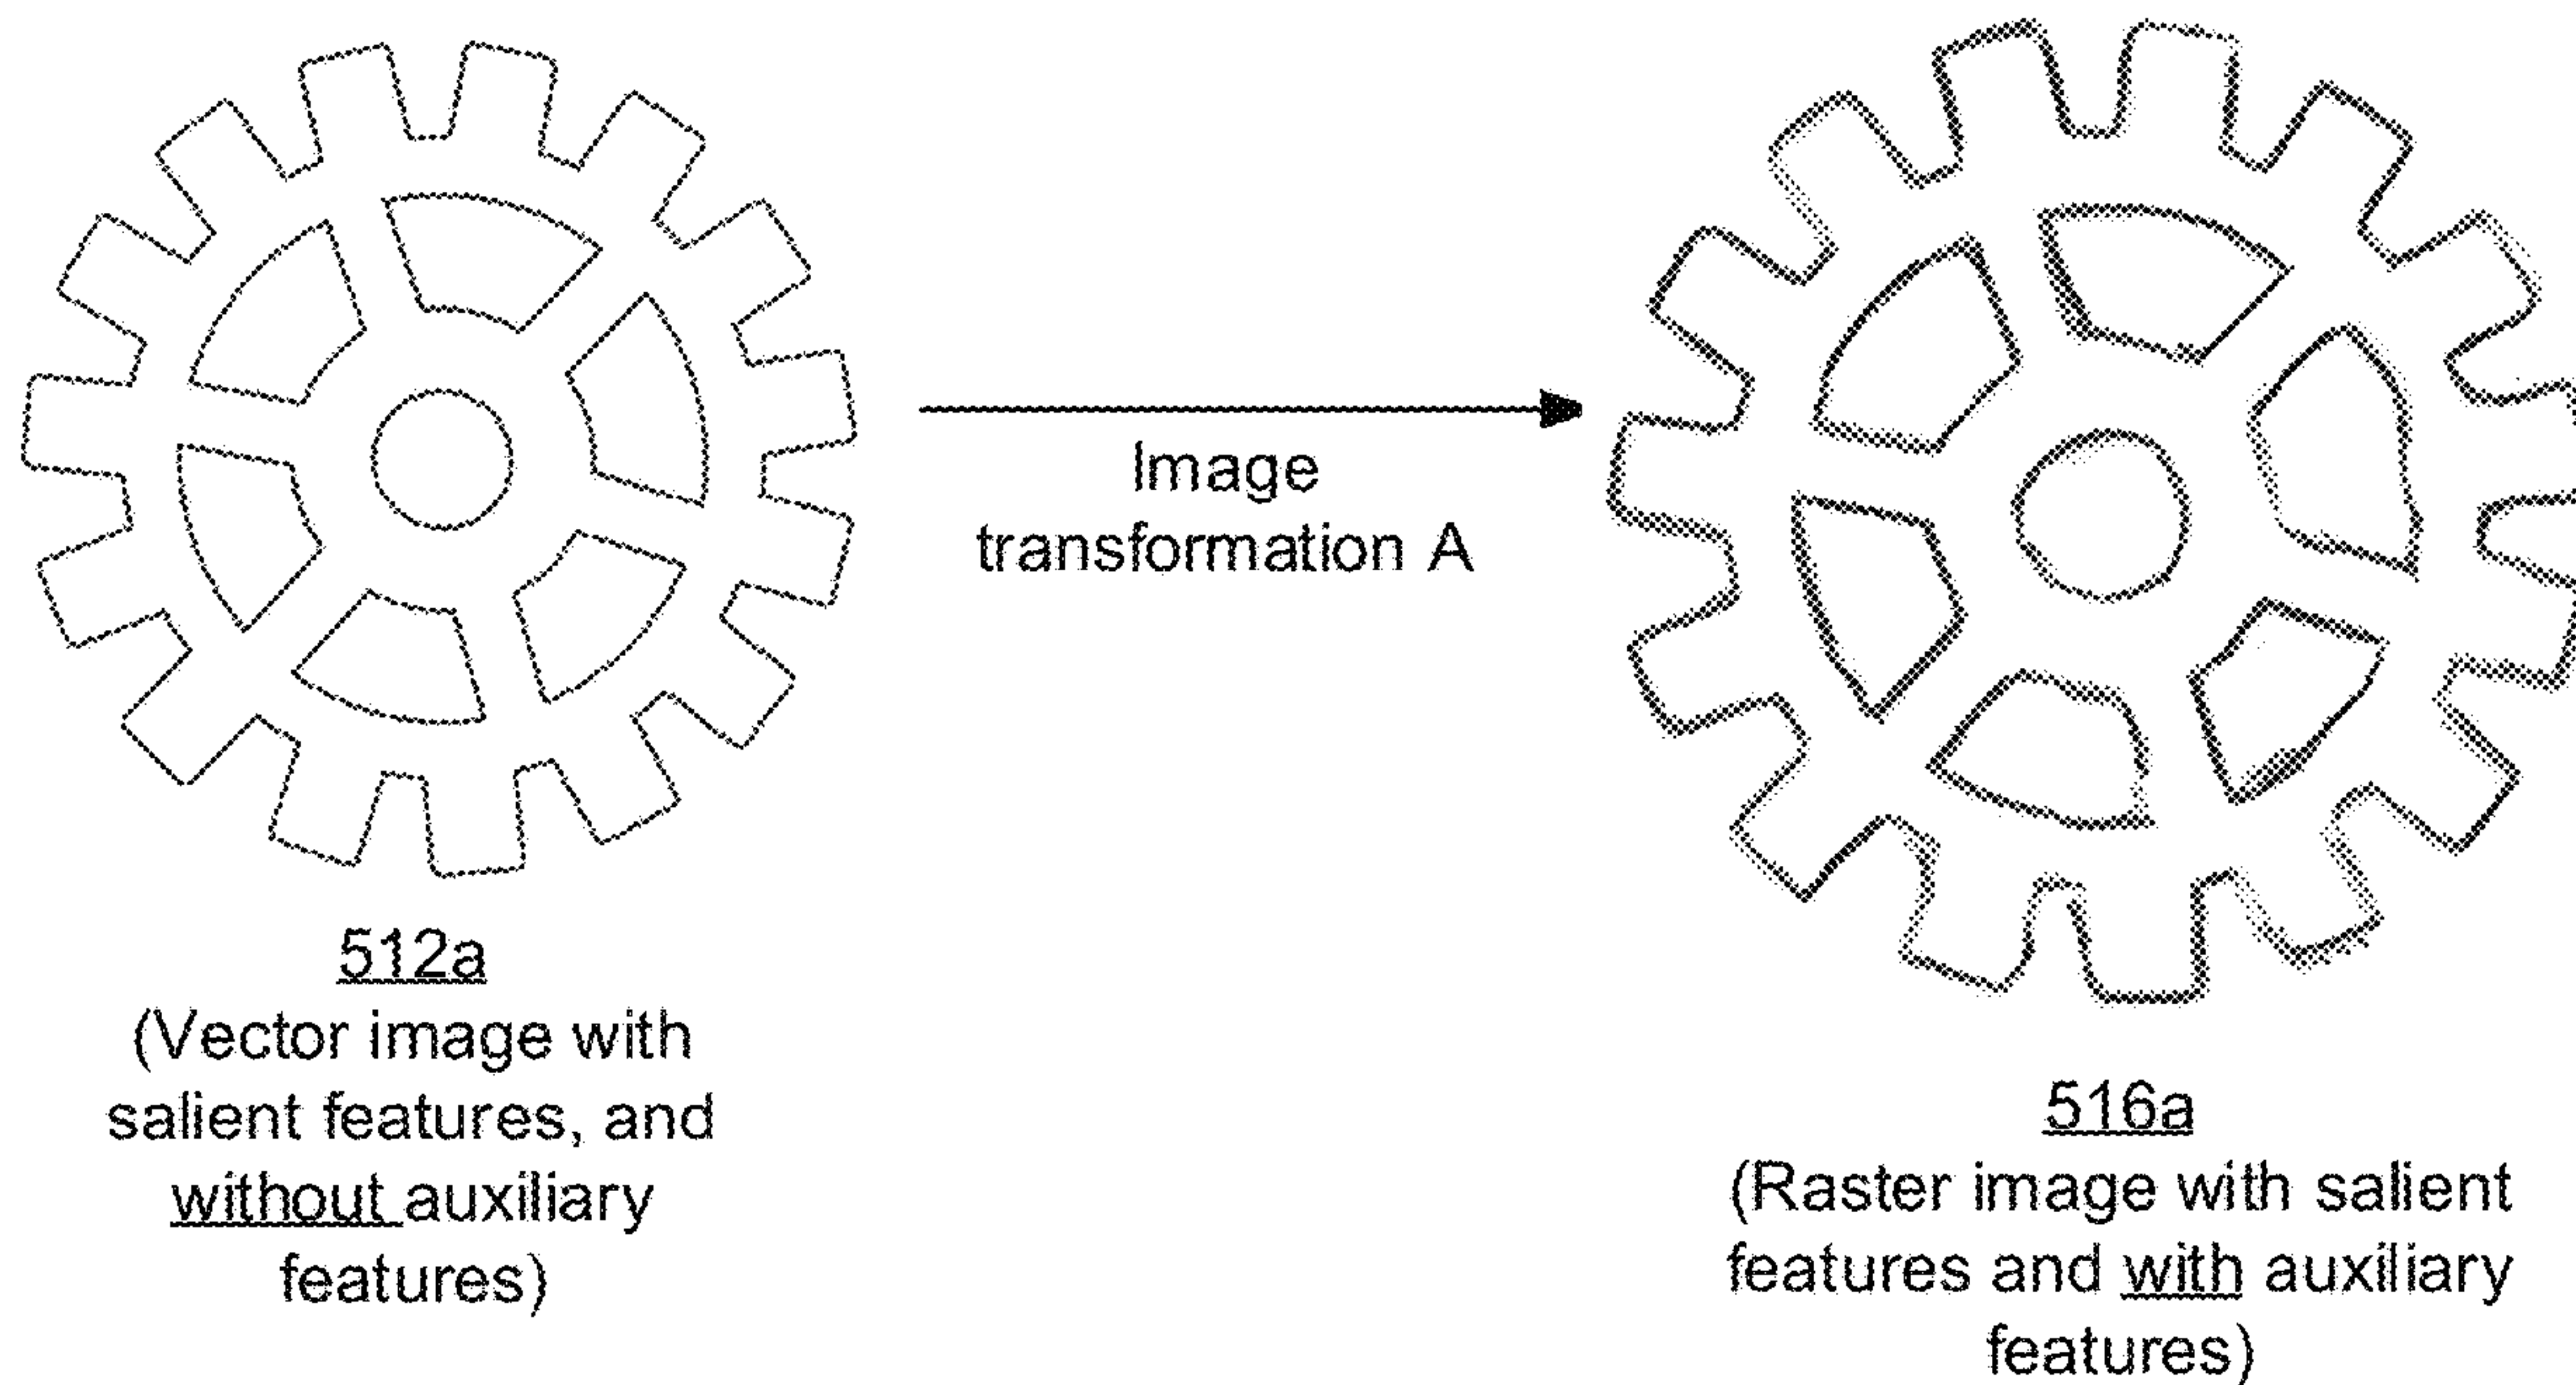 Image
transformation A
512a
(Vector image with
salient features, and
without auxiliary
features)
516a
(Raster image with salient
features and with auxiliary
features)